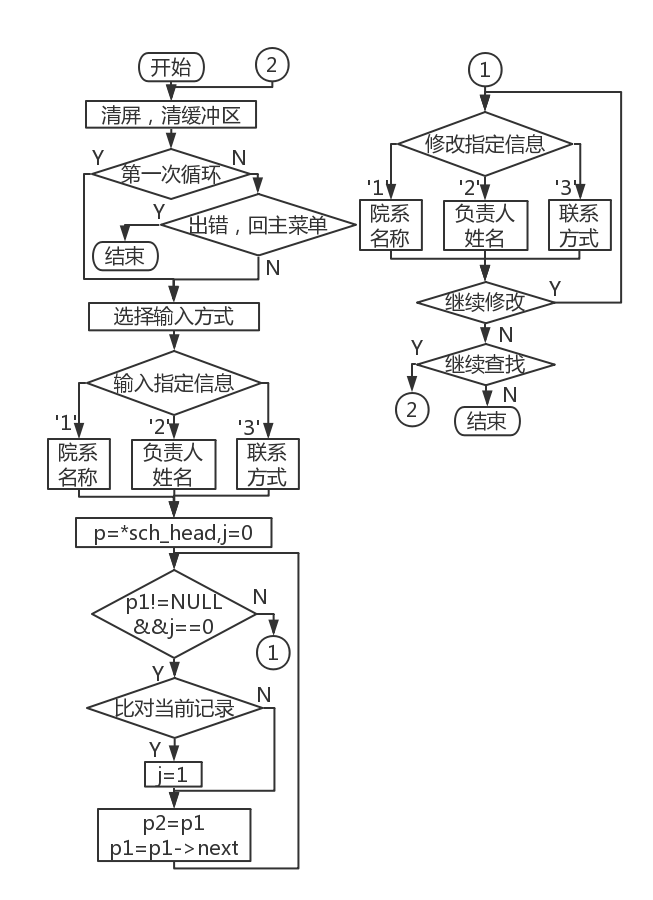 开始
2
清屏，清缓冲区
Y
第一次循环
N
Y
出错，回主菜单
结束
N
选择输入方式
输入指定信息
'1'
'2'
'3'
院系
名称
负责人
姓名
联系
方式
p=*sch_head,j=0
p1!=NULL
&&j==0
N
1
Y
比对当前记录
N
Y
j=1
p2=p1
p1=p1->next
1
修改指定信息
'1'
'2'
'3'
院系
名称
负责人
姓名
联系
方式
继续修改
Y
N
Y
继续查找
2
N
结束